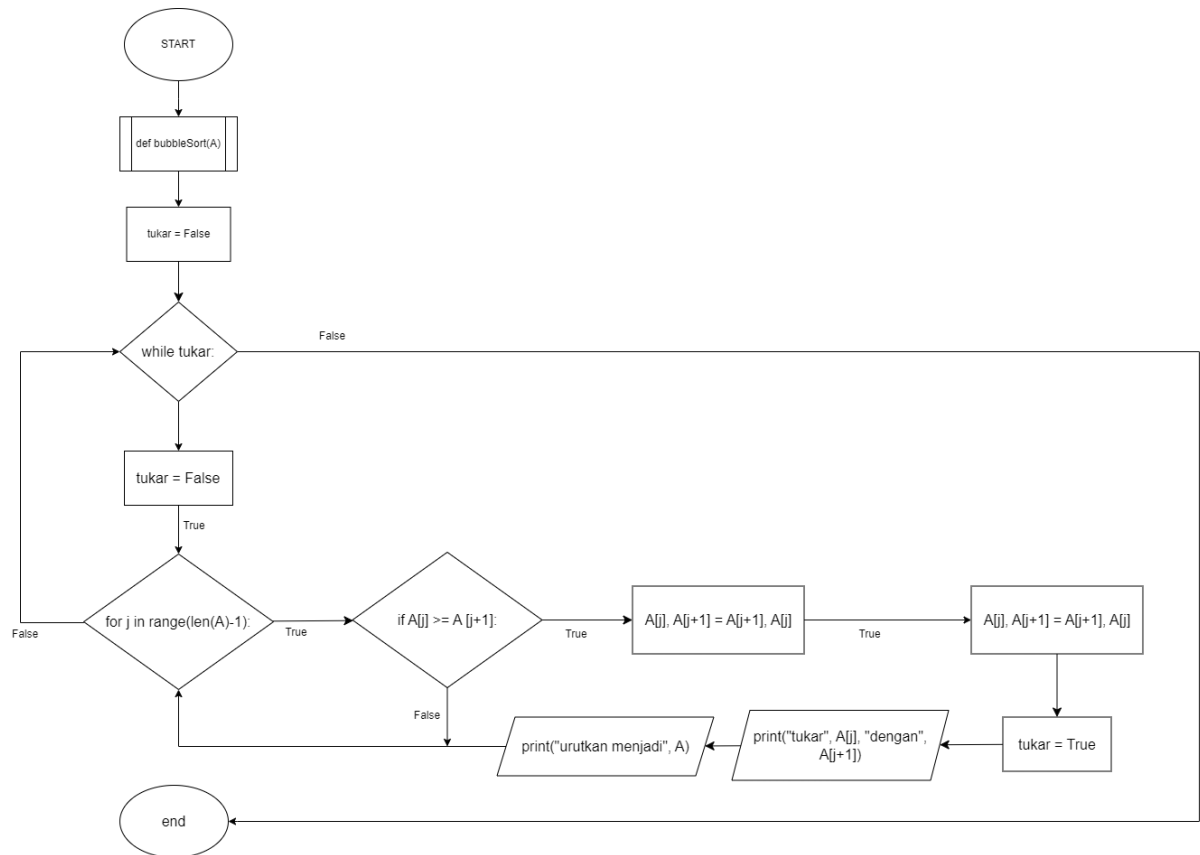 START
def bubbleSort(A)
tukar = False
while tukar:
False
tukar = False
True
for j in range(len(A)-1):
False
True
if A[j] >= A [j+1]:
True
A[j], A[j+1] = A[j+1], A[j]
True
A[j], A[j+1] = A[j+1], A[j]
False
print("urutkan menjadi", A)
print("tukar", A[j], "dengan",
A[j+1])
tukar = True
end